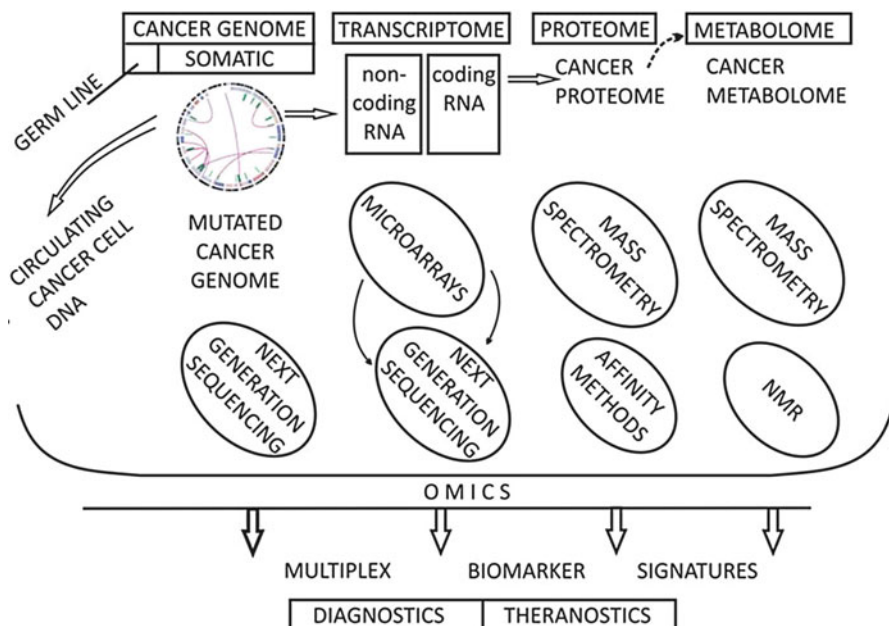 CANCER GENOME
SOMATIC
GERM LINE
TRANSCRIPTOME
non-
coding
RNA
coding
RNA
PROTEOME
CANCER
PROTEOME
METABOLOME
CANCER
METABOLOME
CIRCULATING
CANCER CELL
DNA
MUTATED
CANCER
GENOME
MICROARRAYS
MASS
SPECTROMETRY
MASS
SPECTROMETRY
NEXT
GENERATION
SEQUENCING
NEXT
GENERATION
SEQUENCING
AFFINITY
METHODS
NMR
OMICS
MULTIPLEX BIOMARKER SIGNATURES
DIAGNOSTICS THERANOSTICS